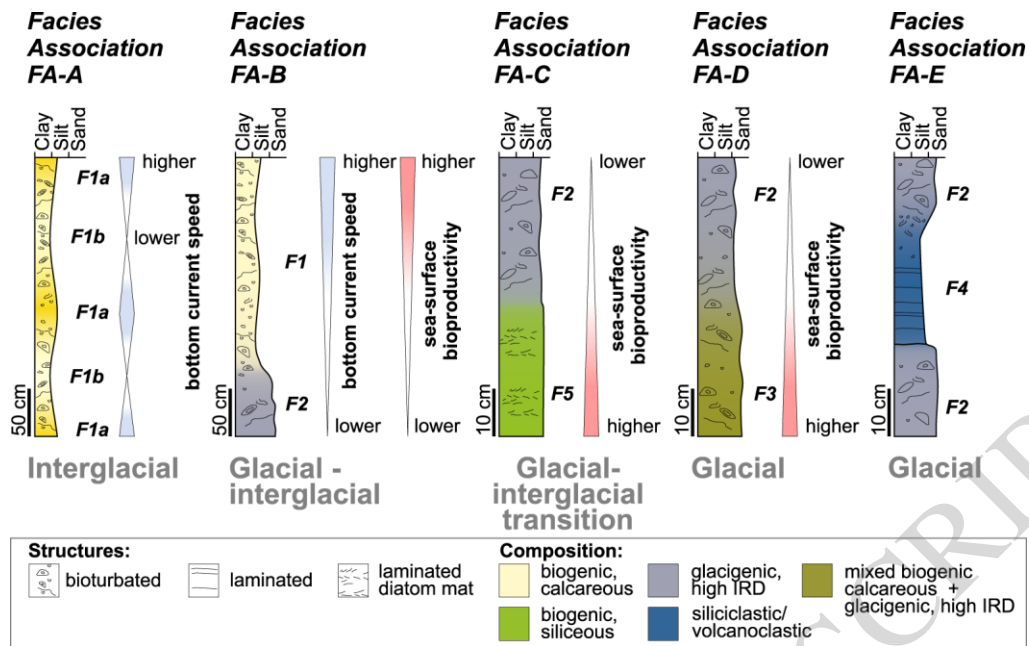 Facies
Association
FA-A
Facies
Association
FA-B
Facies
Association
FA-C
Facies
Association
FA-D
Facies
Association
FA-E
Clay
Silt
Sand
Clay
Silt
Sand
Clay
Silt
Sand
Clay
Silt
Sand
Clay
Silt
Sand
F1a
F1b
F1a
F1b
F1a
higher
lower
bottom current speed
50 cm
Interglacial
F1
F2
higher
lower
bottom current speed
higher
lower
sea-surface
bioproductivity
50 cm
Glacial -
interglacial
F2
F5
lower
higher
sea-surface
bioproductivity
10 cm
Glacial-
interglacial
transition
F2
F3
lower
higher
sea-surface
bioproductivity
10 cm
Glacial
F2
F4
F2
10 cm
Glacial
Structures:
bioturbated
laminated
laminated
diatom mat
Composition:
biogenic,
calcareous
biogenic,
siliceous
glacigenic,
high IRD
siliciclastic/
volcanoclastic
mixed biogenic
calcareous +
glacigenic, high IRD
CCRIP